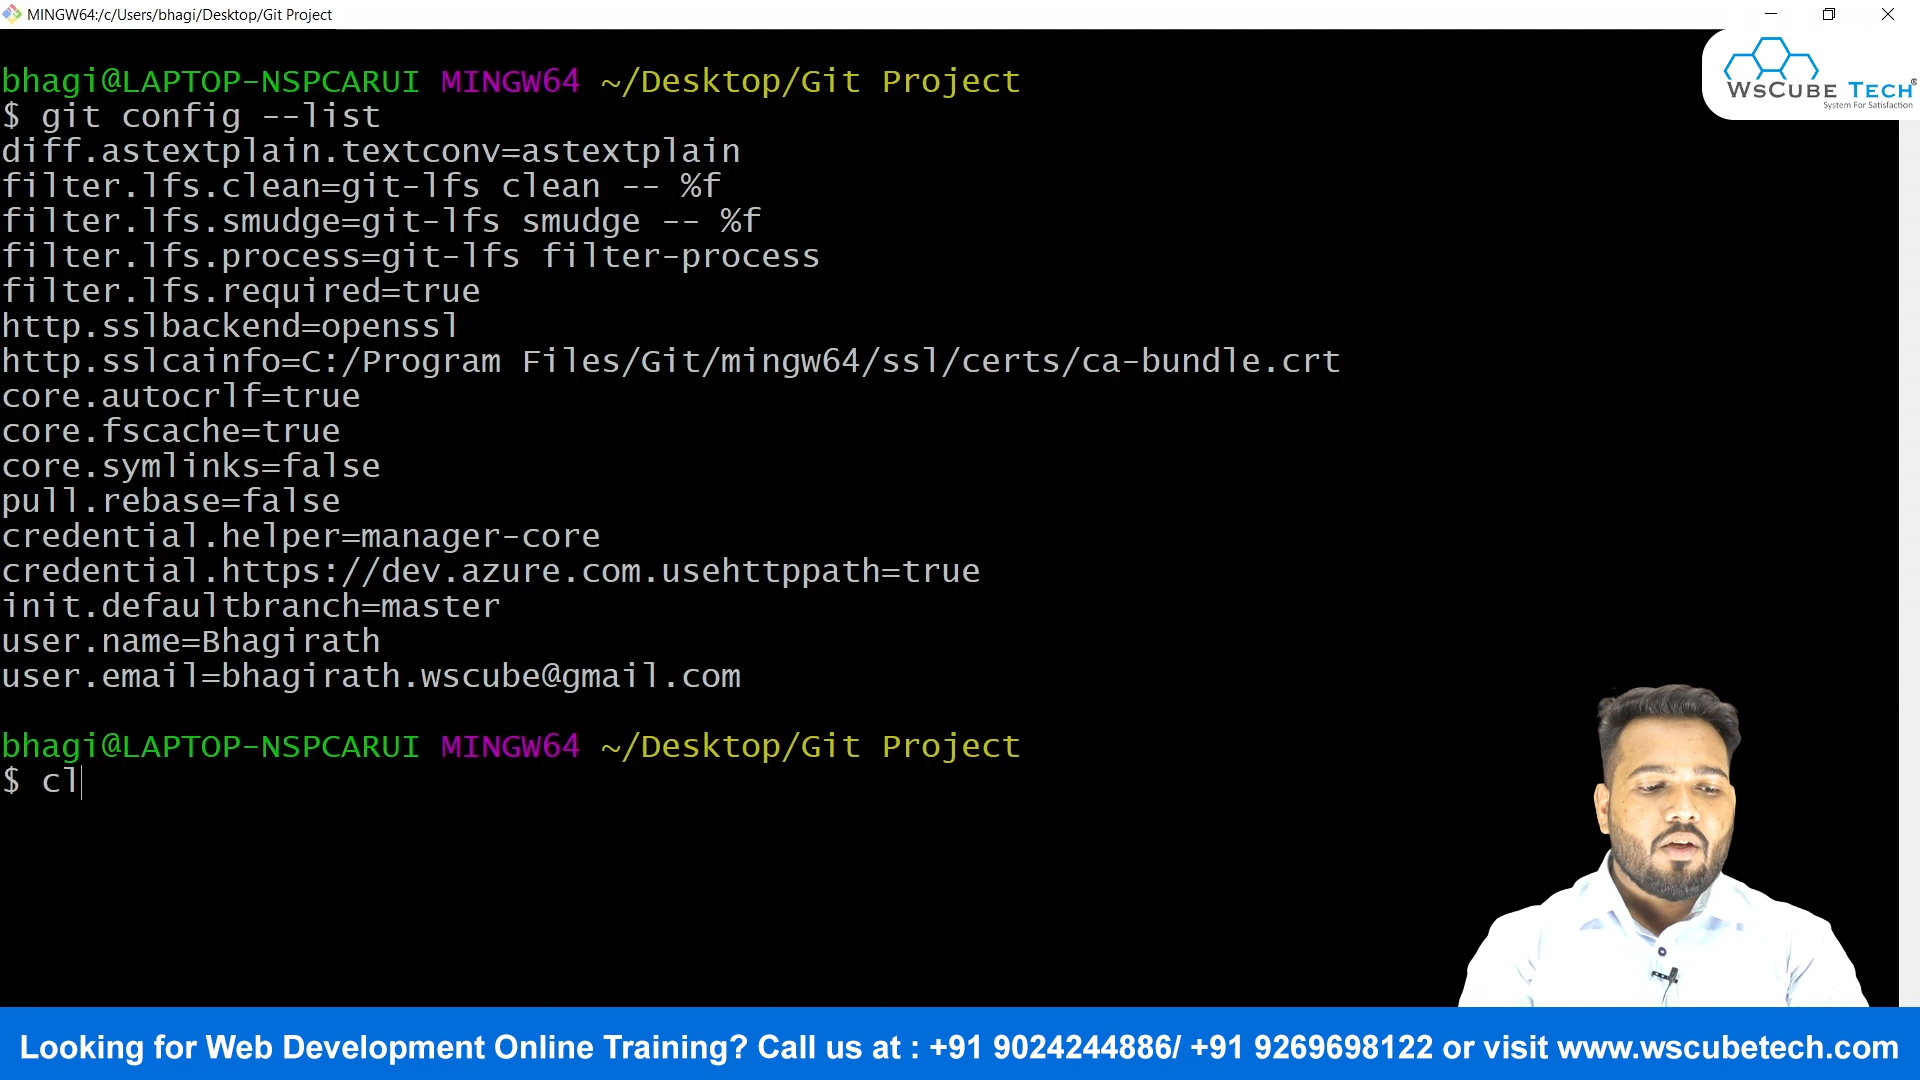 MINGW64:/c/Users/bhagi/Desktop/Git Project
WsCube Tech®
System For Satisfaction
bhagi@LAPTOP-NSPCARUI MINGW64 ~/Desktop/Git Project
$ git config --list
diff.astextplain.textconv=astextplain
filter.lfs.clean=git-lfs clean -- %f
filter.lfs.smudge=git-lfs smudge -- %f
filter.lfs.process=git-lfs filter-process
filter.lfs.required=true
http.sslbackend=openssl
http.sslcainfo=C:/Program Files/Git/mingw64/ssl/certs/ca-bundle.crt
core.autocrlf=true
core.fscache=true
core.symlinks=false
pull.rebase=false
credential.helper=manager-core
credential.https://dev.azure.com.usehttppath=true
init.defaultbranch=master
user.name=Bhagirath
user.email=bhagirath.wscube@gmail.com
bhagi@LAPTOP-NSPCARUI MINGW64 ~/Desktop/Git Project
$ cl
Looking for Web Development Online Training? Call us at : +91 9024244886/ +91 9269698122 or visit www.wscubetech.com